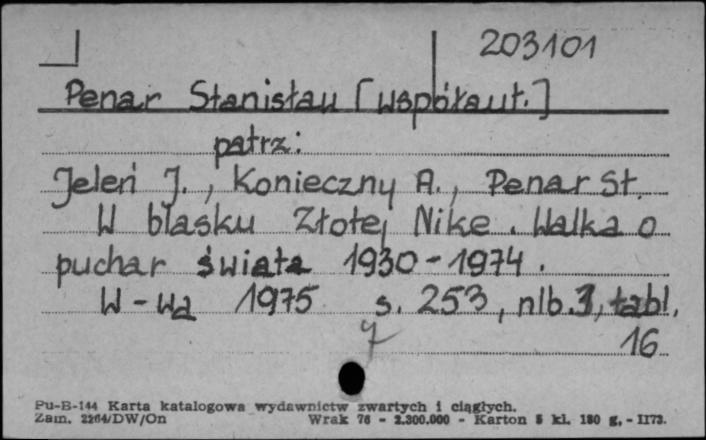 203101
Penar Stanisław [współaut.]
patrz:
Jeleń J., Konieczny A., Penar St.
W blasku Złotej Nike. Walka o
puchar świata 1930-1974.
W-wa 1975 s. 253, nlb. 3, tabl.
16
Pu-B-144 Karta katalogowa wydawnictw zwartych i ciągłych.
Zam. 2264/DW/On Wrak 76 - 2.300.000 - Karton 5 kl. 180 g. - II73.